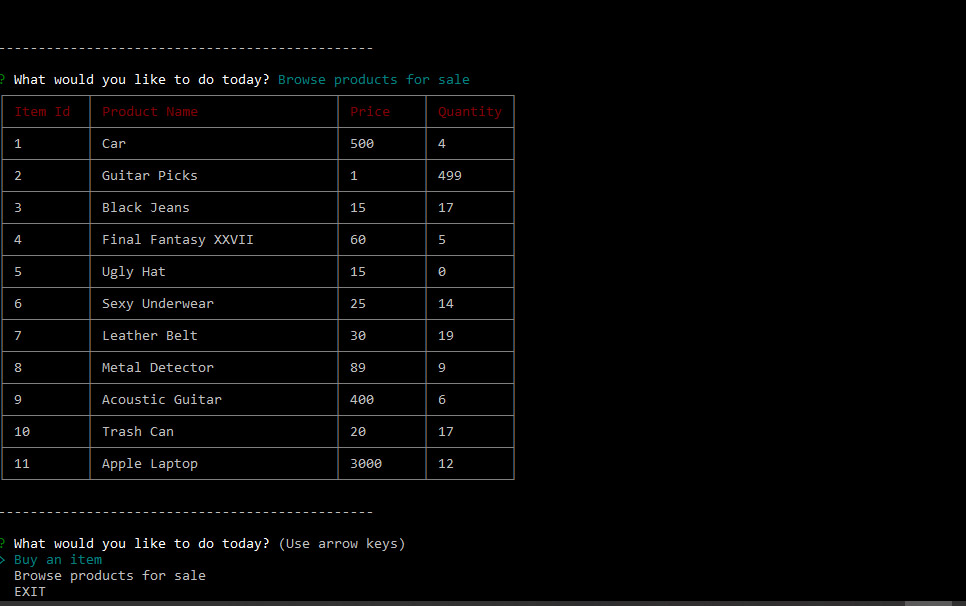 ----------------------------------------------
? What would you like to do today? Browse products for sale
Item Id Product Name Price Quantity
1 Car 500 4
2 Guitar Picks 1 499
3 Black Jeans 15 17
4 Final Fantasy XXVII 60 5
5 Ugly Hat 15 0
6 Sexy Underwear 25 14
7 Leather Belt 30 19
8 Metal Detector 89 9
9 Acoustic Guitar 400 6
10 Trash Can 20 17
11 Apple Laptop 3000 12
----------------------------------------------
? What would you like to do today? (Use arrow keys)
> Buy an item
Browse products for sale
EXIT